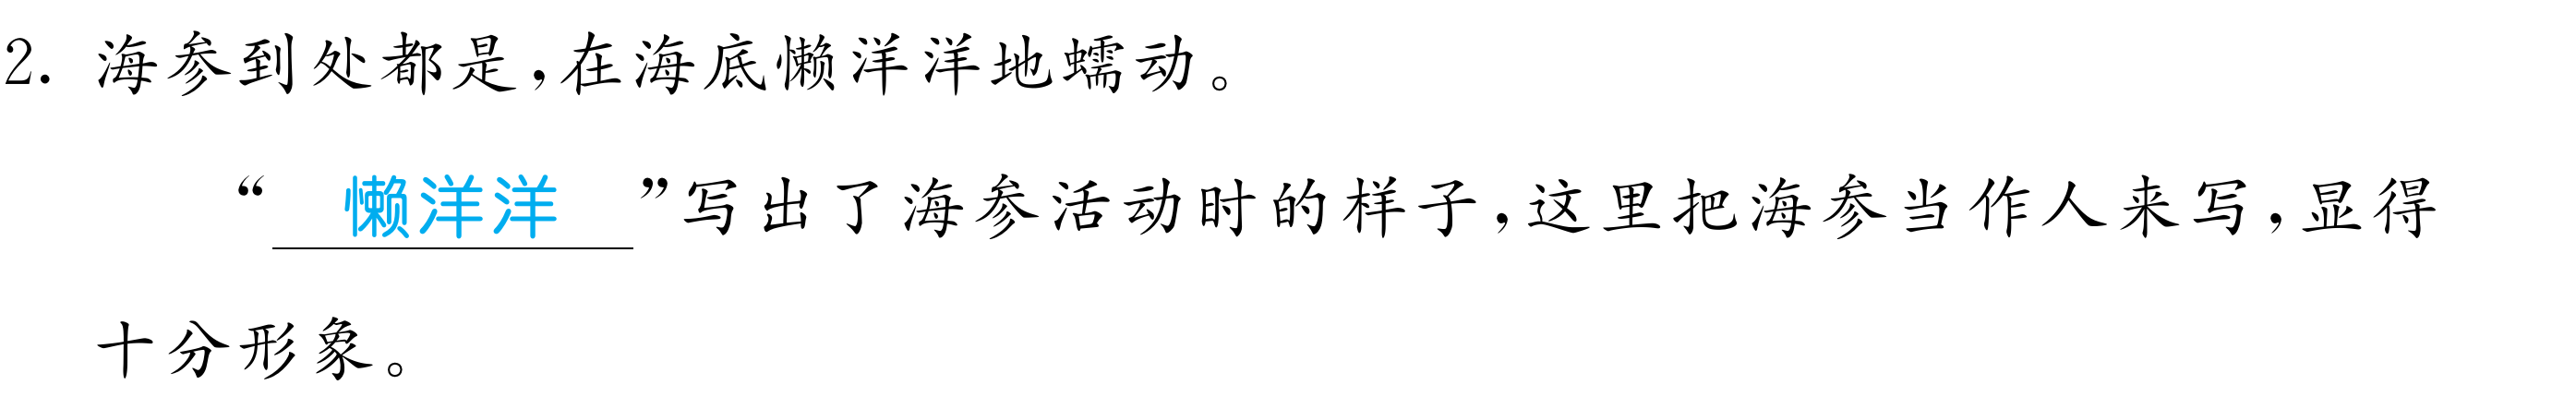 2. 海参到处都是,在海底懒洋洋地蠕动。
“ 懒洋洋 ”写出了海参活动时的样子,这里把海参当作人来写,显得
十分形象。